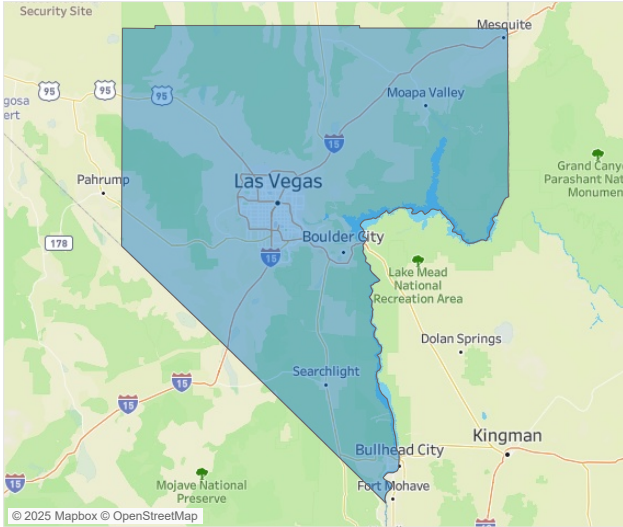 Security Site
Mesquite
95
95
95
gosa
ert
Moapa Valley
15
Grand Cany
Parashant Nat
Monumen
Pahrump
Las Vegas
178
Boulder City
15
Lake Mead
National
Recreation Area
Dolan Springs
Searchlight
15
15
Kingman
Bullhead City
15
Mojave National
Preserve
Fort Mohave
© 2025 Mapbox © OpenStreetMap